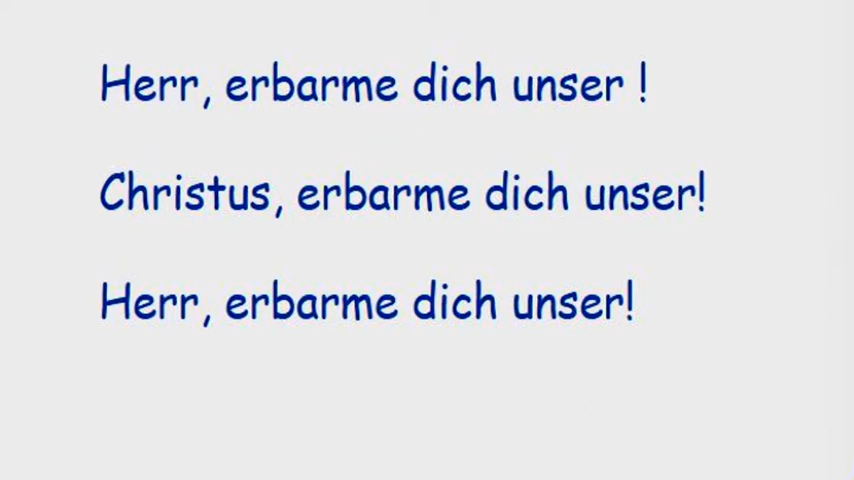 Herr, erbarme dich unser !
Christus, erbarme dich unser!
Herr, erbarme dich unser!